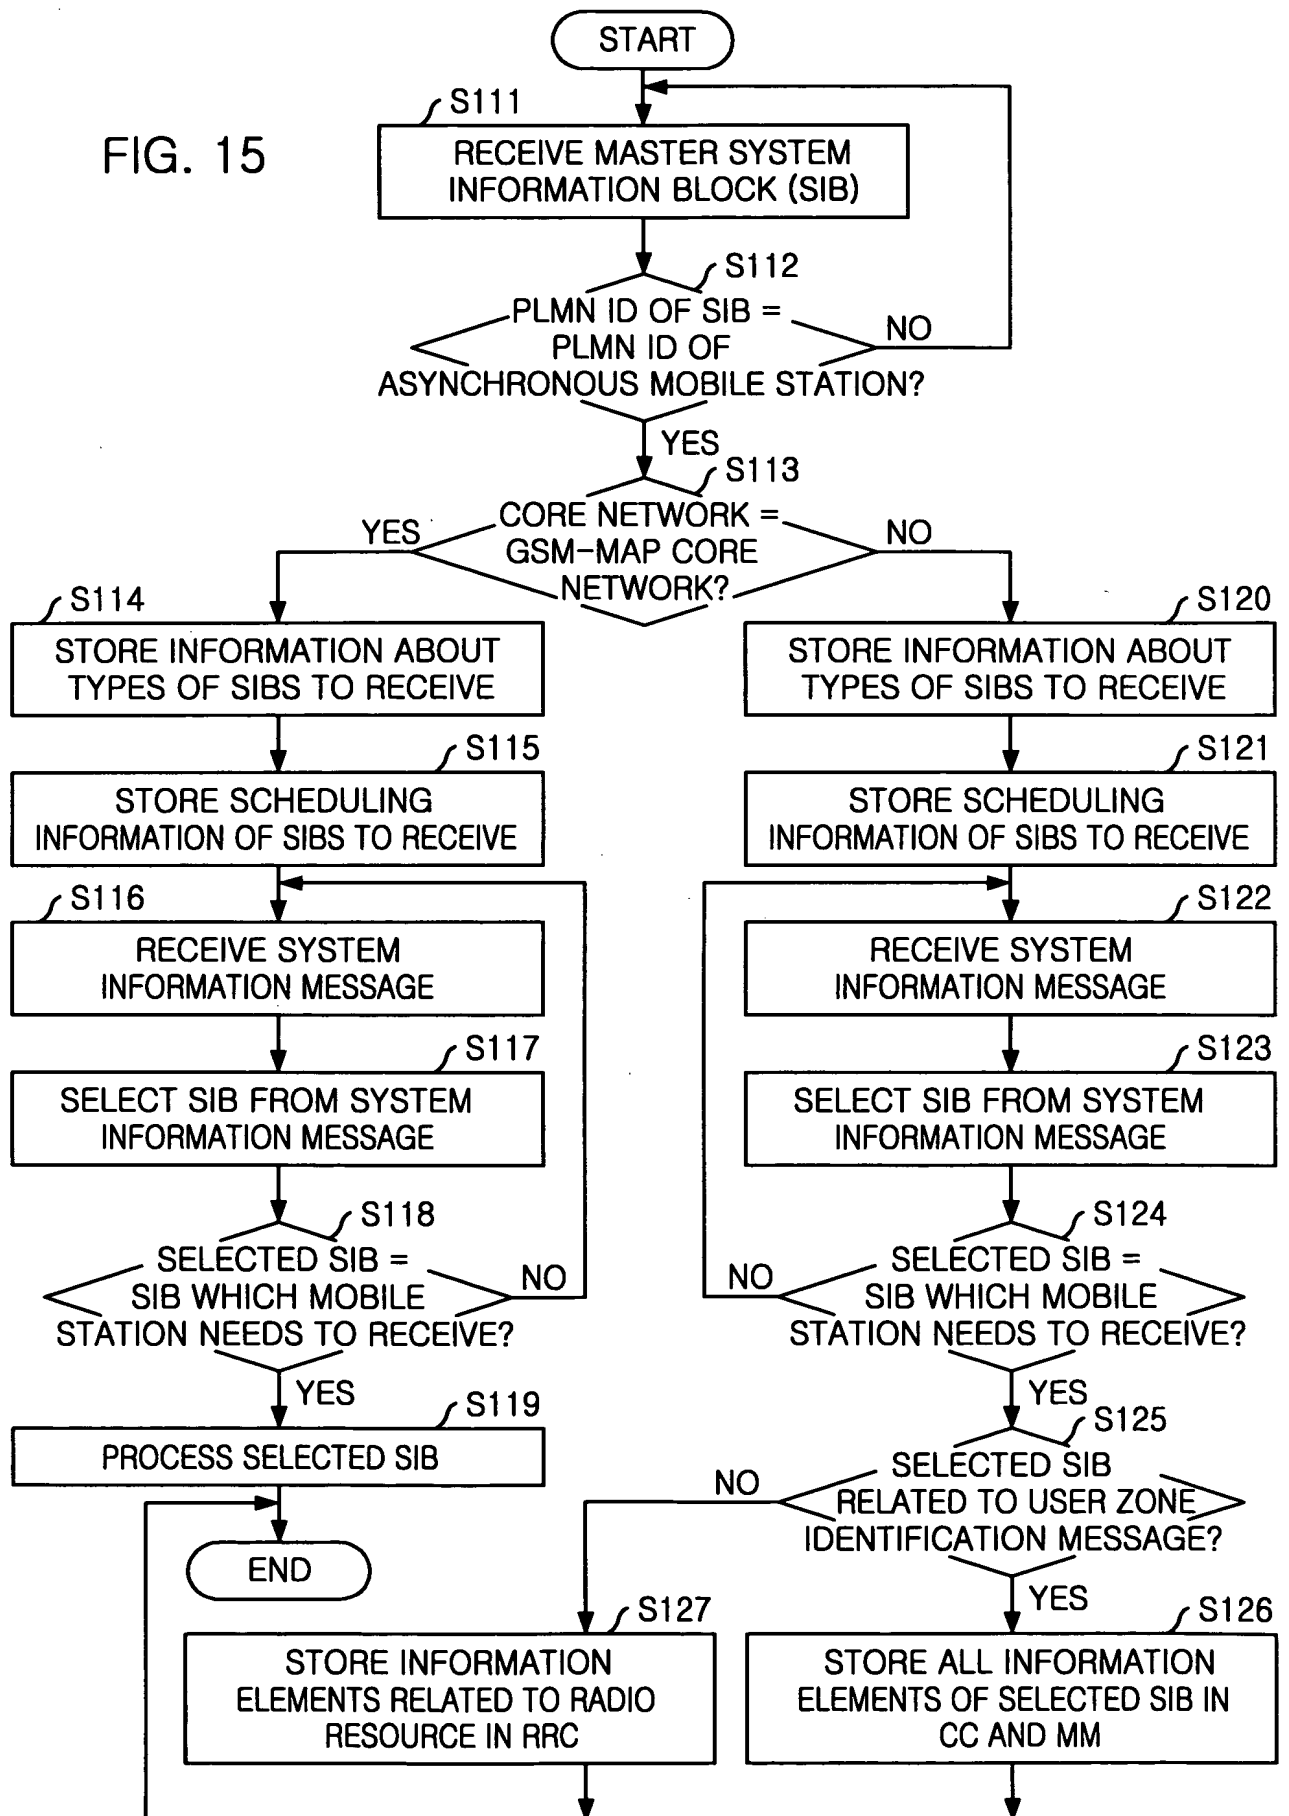 START
FIG. 15
S111
RECEIVE MASTER SYSTEM
INFORMATION BLOCK (SIB)
S112
PLMN ID OF SIB =
PLMN ID OF
ASYNCHRONOUS MOBILE STATION?
NO
YES
S113
CORE NETWORK =
GSM-MAP CORE
NETWORK?
YES
NO
S114
STORE INFORMATION ABOUT
TYPES OF SIBS TO RECEIVE
S120
STORE INFORMATION ABOUT
TYPES OF SIBS TO RECEIVE
S115
STORE SCHEDULING
INFORMATION OF SIBS TO RECEIVE
S121
STORE SCHEDULING
INFORMATION OF SIBS TO RECEIVE
S116
RECEIVE SYSTEM
INFORMATION MESSAGE
S122
RECEIVE SYSTEM
INFORMATION MESSAGE
S117
SELECT SIB FROM SYSTEM
INFORMATION MESSAGE
S123
SELECT SIB FROM SYSTEM
INFORMATION MESSAGE
S118
SELECTED SIB =
SIB WHICH MOBILE
STATION NEEDS TO RECEIVE?
NO
YES
S124
SELECTED SIB =
SIB WHICH MOBILE
STATION NEEDS TO RECEIVE?
NO
YES
S119
PROCESS SELECTED SIB
END
S125
SELECTED SIB
RELATED TO USER ZONE
IDENTIFICATION MESSAGE?
NO
YES
S127
STORE INFORMATION
ELEMENTS RELATED TO RADIO
RESOURCE IN RRC
S126
STORE ALL INFORMATION
ELEMENTS OF SELECTED SIB IN
CC AND MM